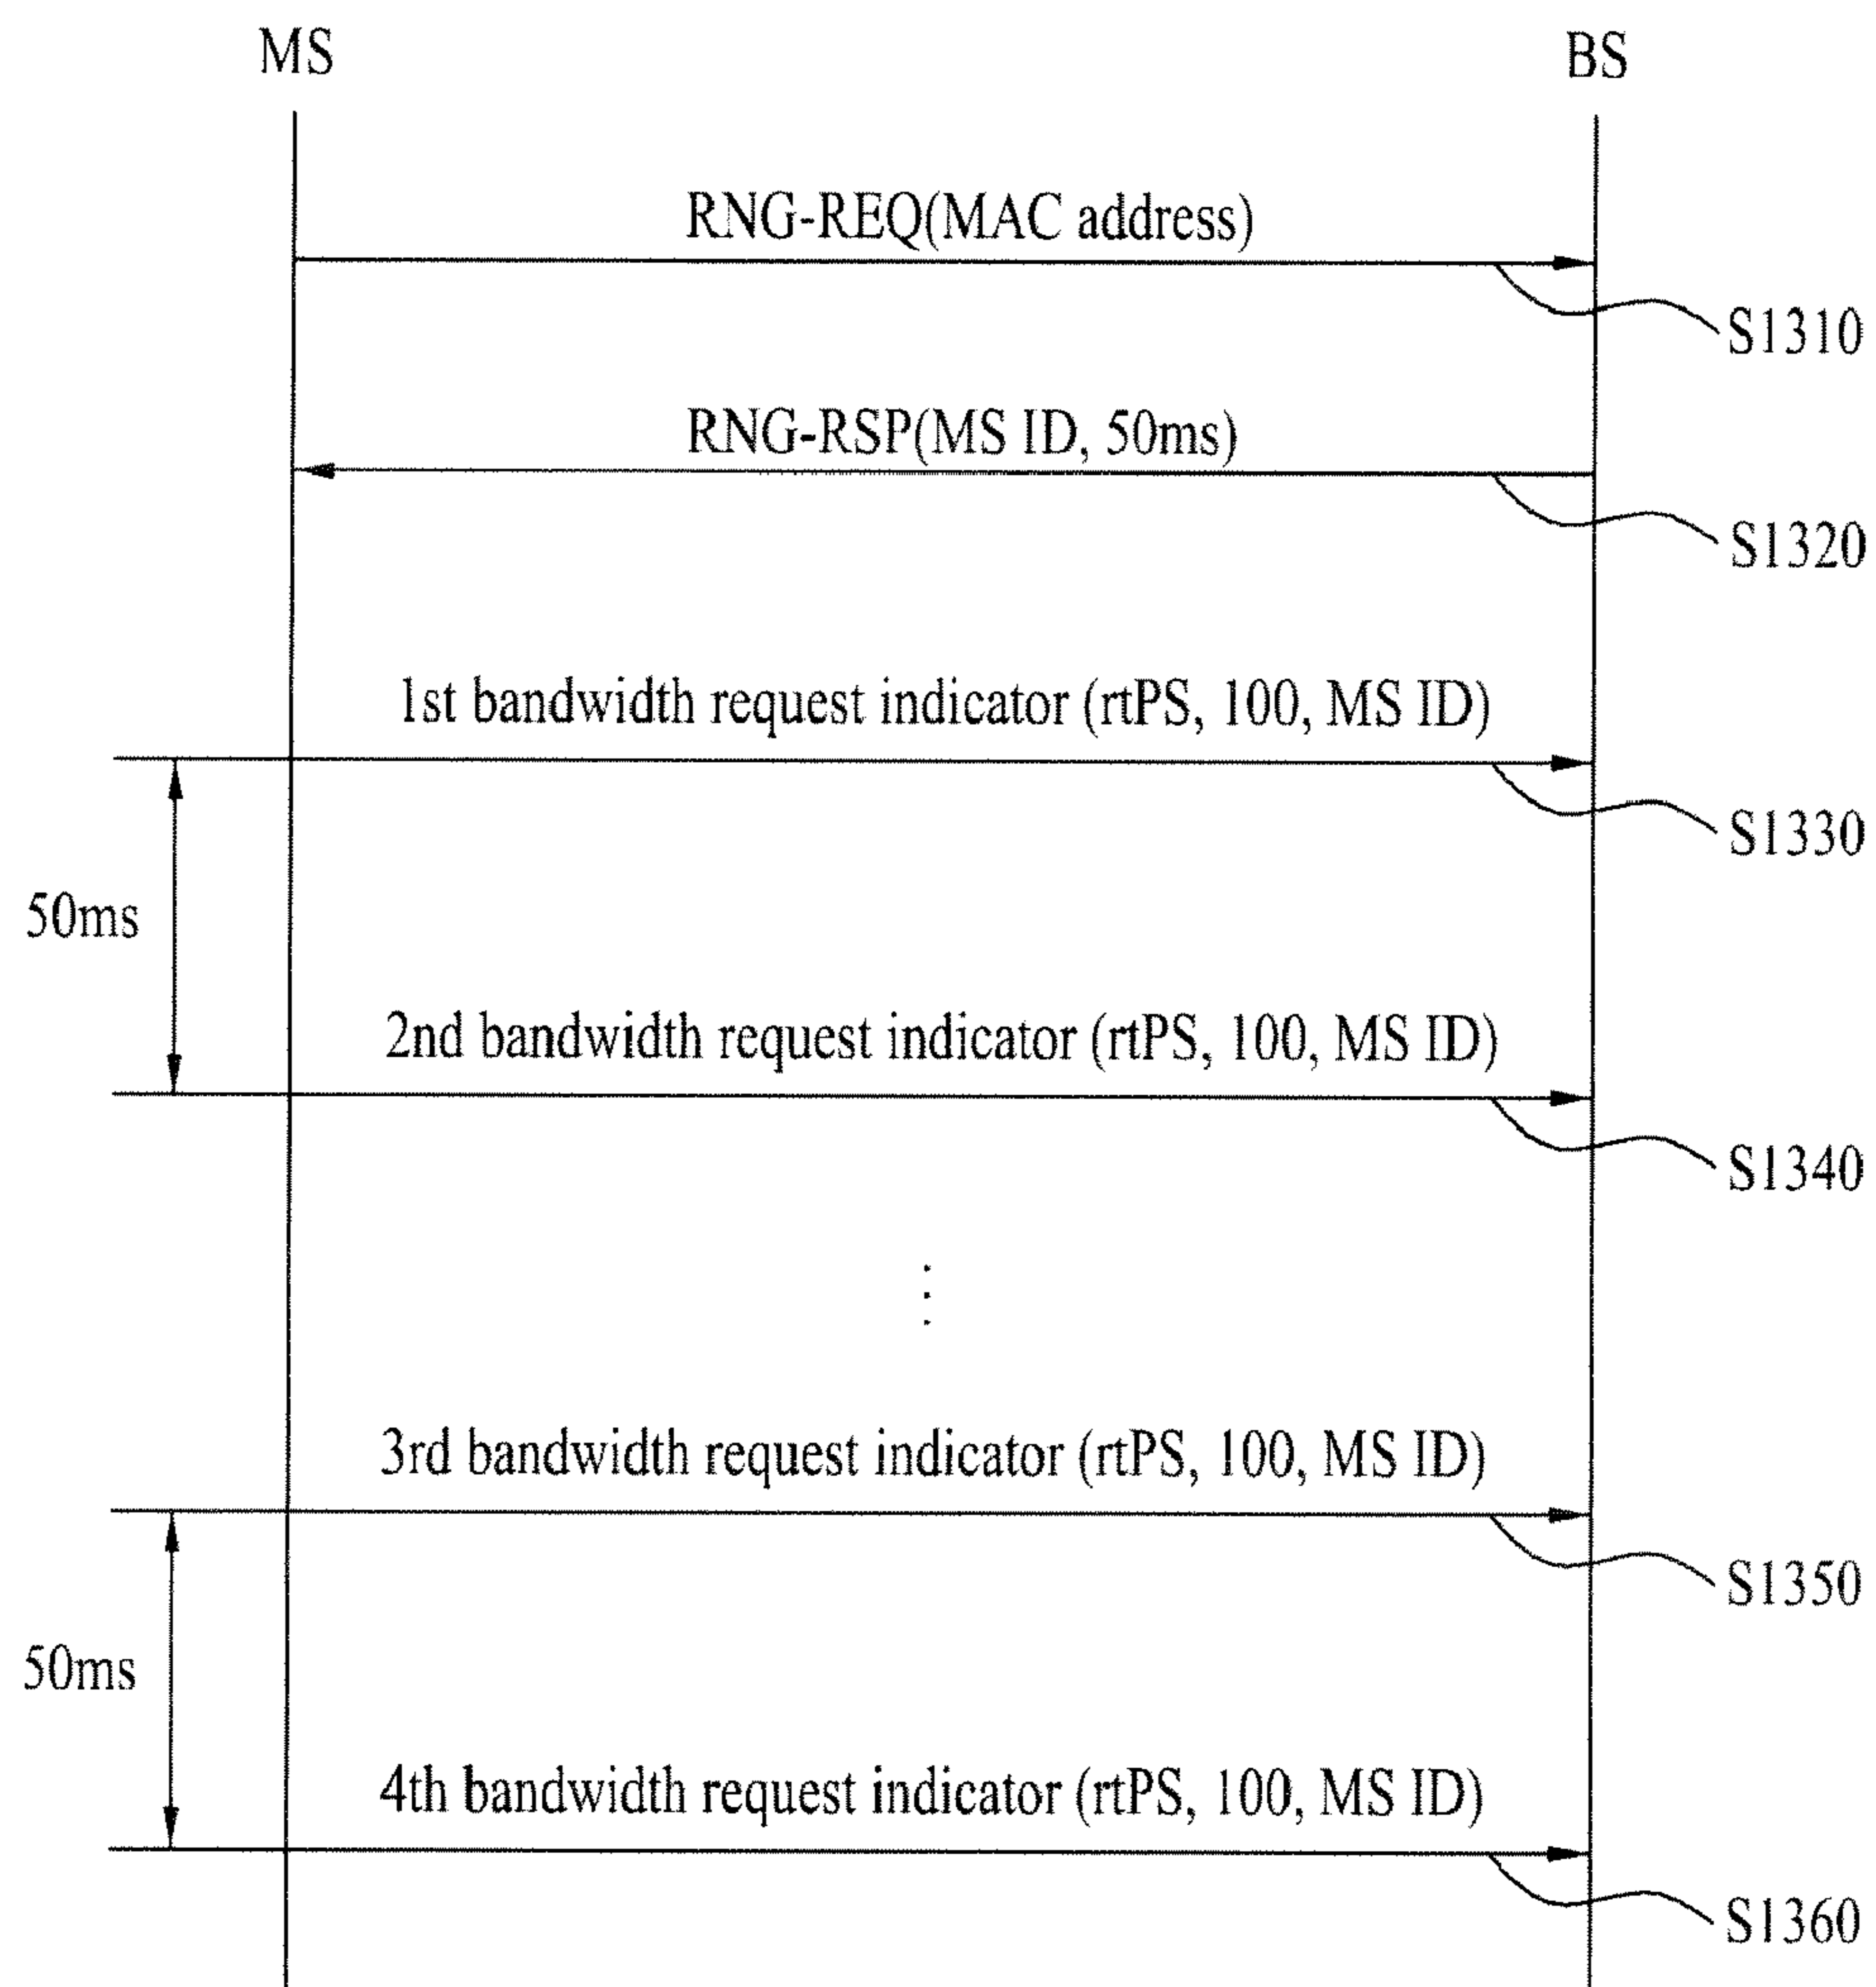 MS
BS
RNG-REQ(MAC address)
S1310
RNG-RSP(MS ID, 50ms)
S1320
1st bandwidth request indicator (rtPS, 100, MS ID)
S1330
50ms
2nd bandwidth request indicator (rtPS, 100, MS ID)
S1340
⋮
3rd bandwidth request indicator (rtPS, 100, MS ID)
S1350
50ms
4th bandwidth request indicator (rtPS, 100, MS ID)
S1360